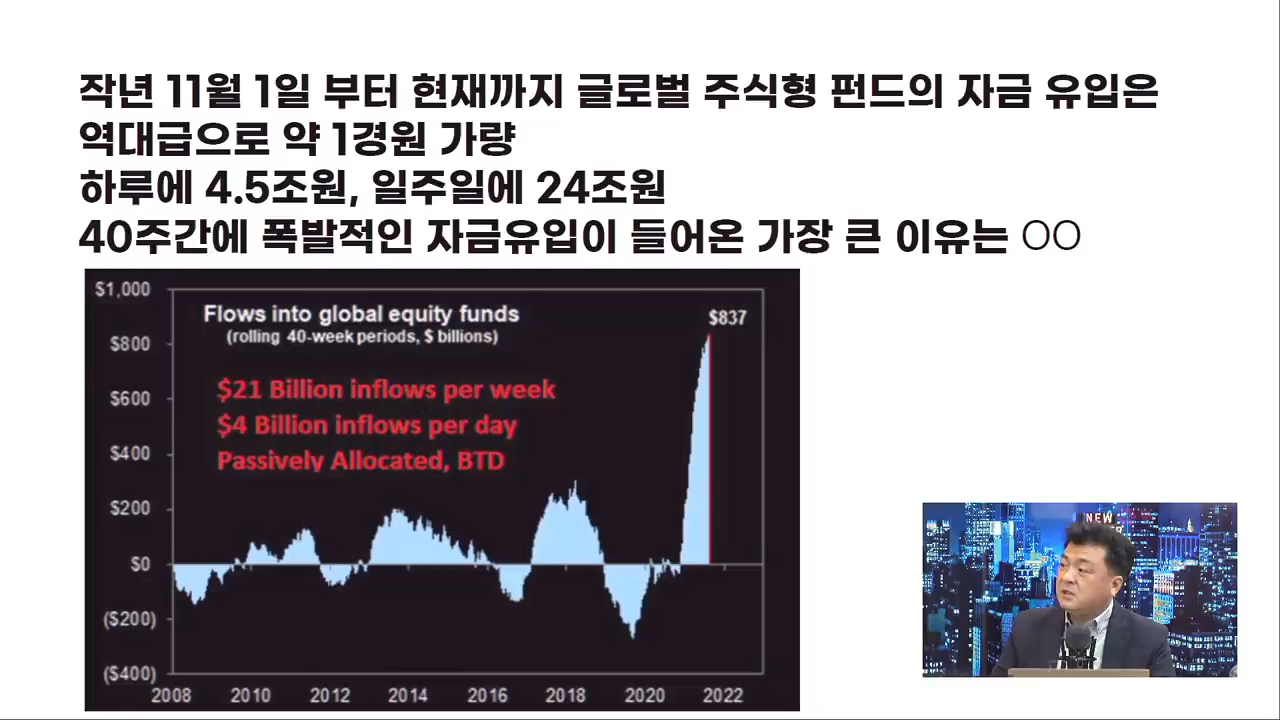 작년 11월 1일 부터 현재까지 글로벌 주식형 펀드의 자금 유입은
역대급으로 약 1경원 가량
하루에 4.5조원, 일주일에 24조원
40주간에 폭발적인 자금유입이 들어온 가장 큰 이유는 OO
$1,000
Flows into global equity funds
$837
(rolling 40-week periods, $ billions)
$800
$21 Billion inflows per week
$600
$4 Billion inflows per day
$400
Passively Allocated, BTD
$200
$0
($200)
($400)
2008 2010 2012 2014 2016 2018 2020 2022
NEW